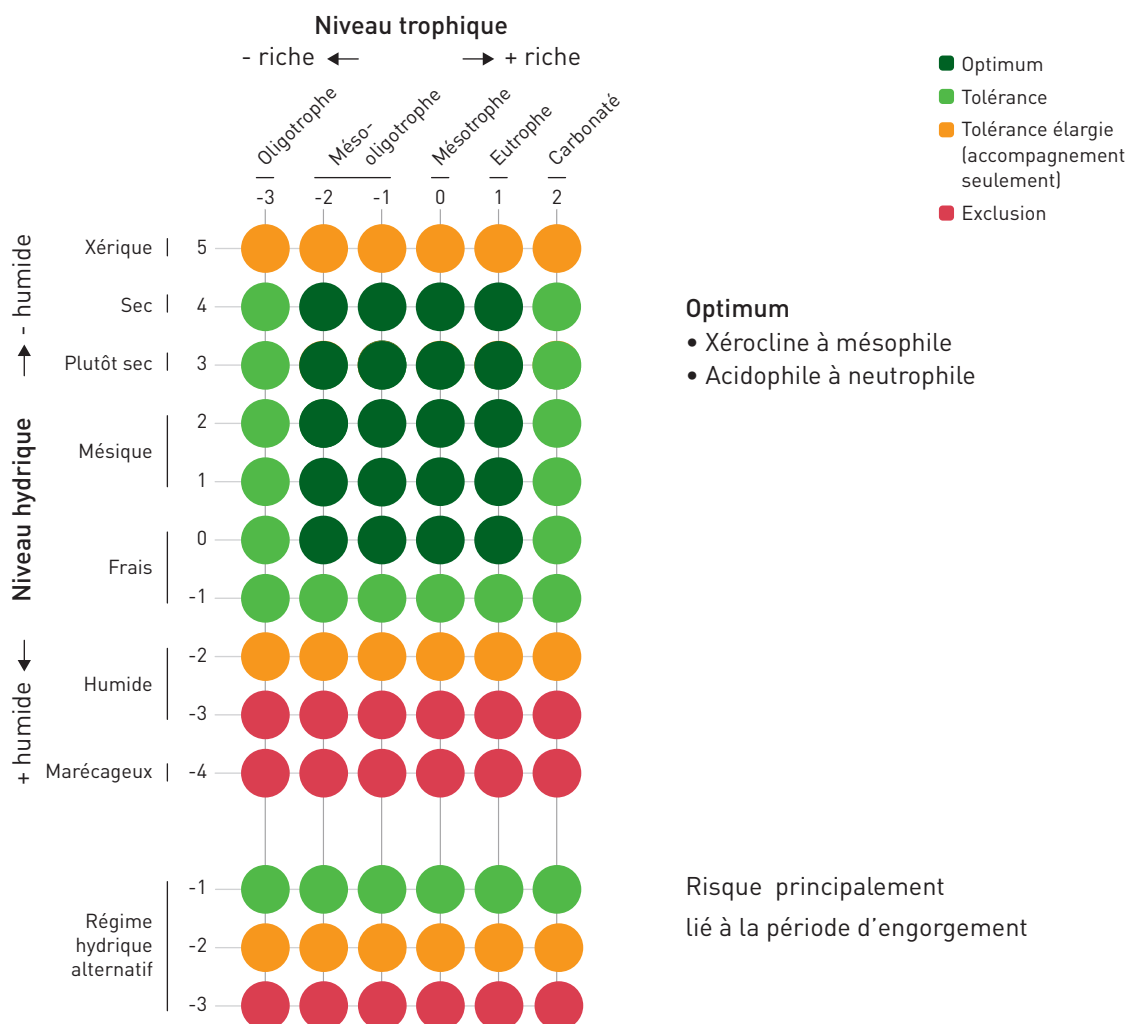 Niveau trophique
- riche ← → + riche
Oligotrophe
Méso-
oligotrophe
Mésotrophe
Eutrophe
Carbonaté
-3 -2 -1 0 1 2
Optimum
Tolérance
Tolérance élargie
(accompagnement
seulement)
Exclusion
Niveau hydrique
→ - humide
+ humide ←
Xérique | 5
Sec | 4
Plutôt sec | 3
2
Mésique
1
0
Frais
-1
-2
Humide
-3
Marécageux | -4
Optimum
• Xérocline à mésophile
• Acidophile à neutrophile
-1
Régime
hydrique
alternatif
-2
-3
Risque principalement
lié à la période d’engorgement